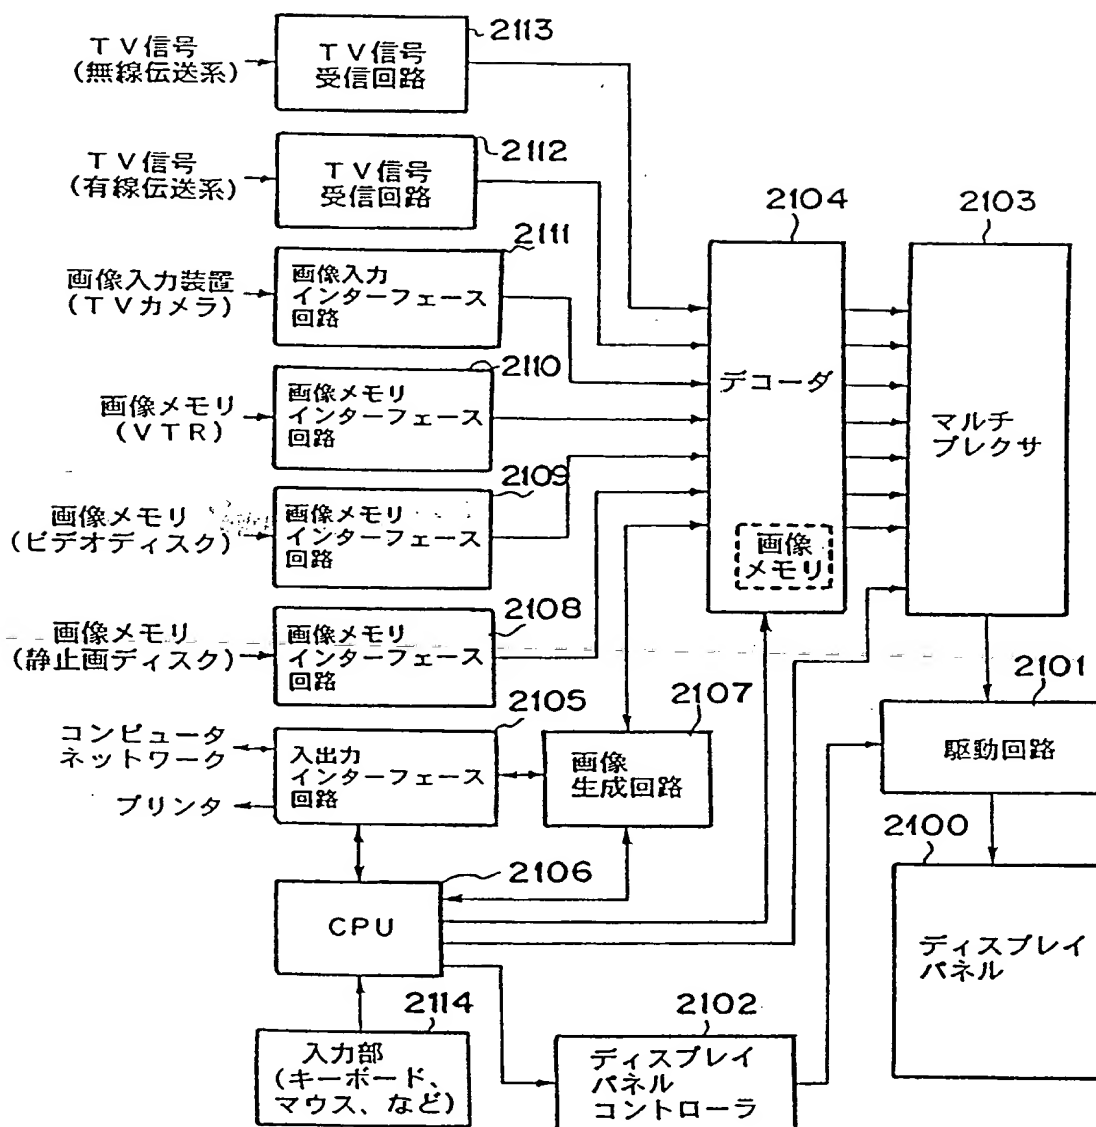 TV信号
(無線伝送系)
TV信号
受信回路
2113
TV信号
(有線伝送系)
TV信号
受信回路
2112
画像入力装置
(TVカメラ)
画像入力
インターフェース
回路
2111
画像メモリ
(VTR)
画像メモリ
インターフェース
回路
2110
画像メモリ
(ビデオディスク)
画像メモリ
インターフェース
回路
2109
画像メモリ
(静止画ディスク)
画像メモリ
インターフェース
回路
2108
コンピュータ
ネットワーク
プリンタ
入出力
インターフェース
回路
2105
画像
生成回路
2107
CPU
2106
入力部
(キーボード、
マウス、など)
2114
2104
デコーダ
画像
メモリ
2103
マルチ
プレクサ
2101
駆動回路
2100
ディスプレイ
パネル
2102
ディスプレイ
パネル
コントローラ